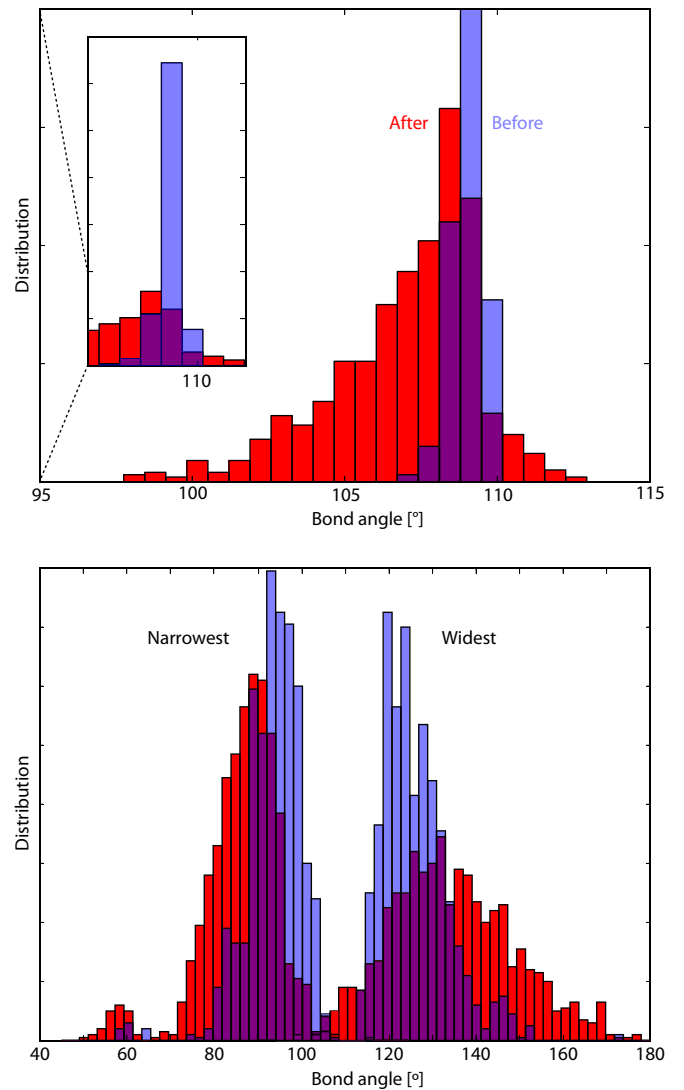 After Before
Distribution
110
95 100 105 110 115
Bond angle [°]
Narrowest Widest
Distribution
40 60 80 100 120 140 160 180
Bond angle [º]